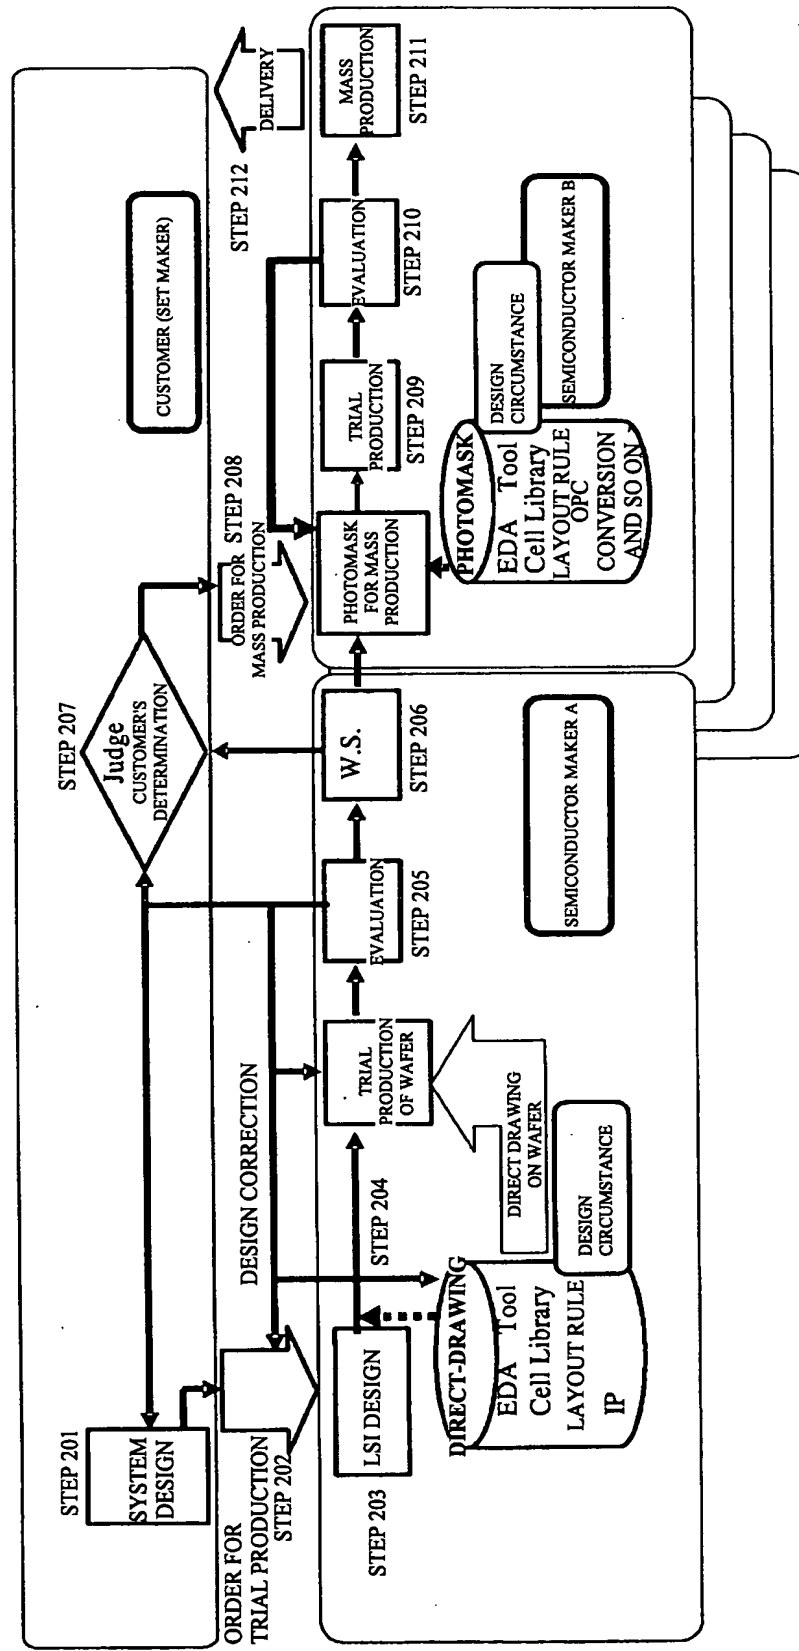 STEP 201
SYSTEM
DESIGN
STEP 207
Judge
CUSTOMER'S
DETERMINATION
CUSTOMER (SET MAKER)
ORDER FOR
TRIAL PRODUCTION
STEP 202
DESIGN CORRECTION
ORDER FOR
MASS PRODUCTION
STEP 208
STEP 212
DELIVERY
STEP 203
LSI DESIGN
STEP 204
TRIAL
PRODUCTION
OF WAFER
EVALUATION
STEP 205
W.S.
STEP 206
PHOTOMASK
FOR MASS
PRODUCTION
TRIAL
PRODUCTION
STEP 209
EVALUATION
STEP 210
MASS
PRODUCTION
STEP 211
DIRECT-DRAWING
EDA Tool
Cell Library
LAYOUT RULE
IP
DESIGN
CIRCUMSTANCE
DIRECT DRAWING
ON WAFER
SEMICONDUCTOR MAKER A
PHOTOMASK
EDA Tool
Cell Library
LAYOUT RULE
OPC
CONVERSION
AND SO ON
DESIGN
CIRCUMSTANCE
SEMICONDUCTOR MAKER B